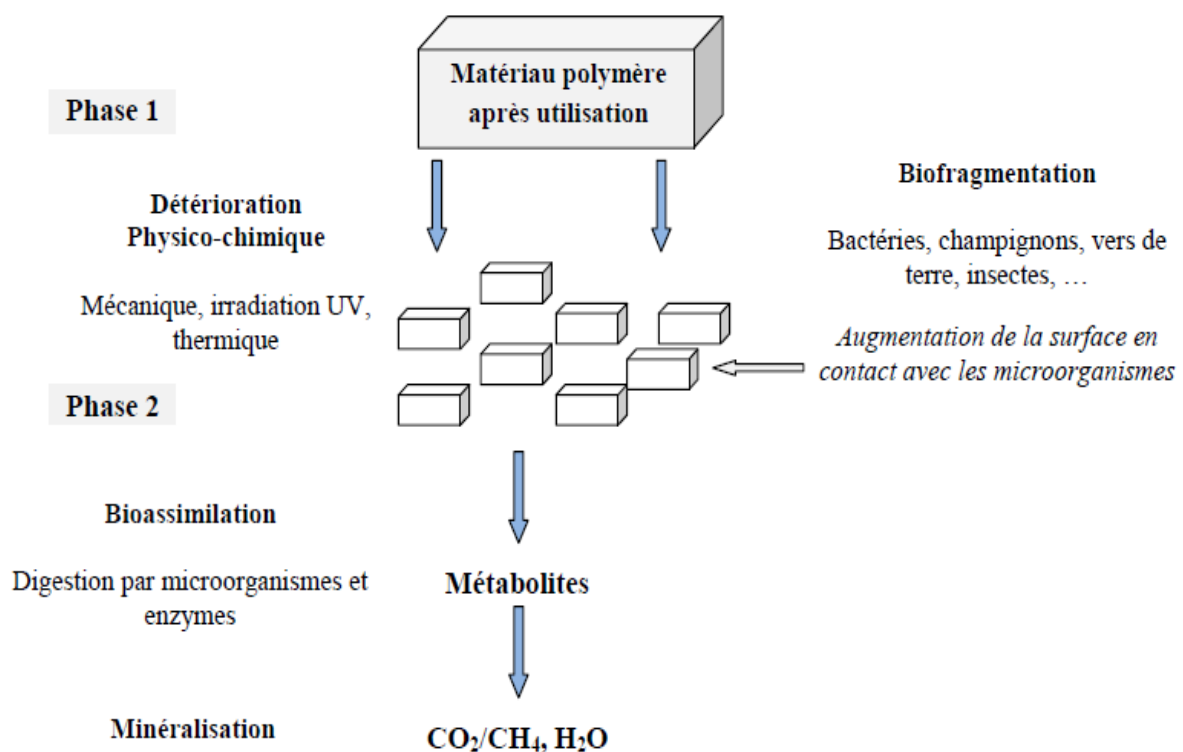 Matériau polymère
après utilisation
Phase 1
Détérioration
Physico-chimique
Mécanique, irradiation UV,
thermique
Biofragmentation
Bactéries, champignons, vers de
terre, insectes, …
Augmentation de la surface en
contact avec les microorganismes
Phase 2
Bioassimilation
Digestion par microorganismes et
enzymes
Métabolites
Minéralisation
CO₂/CH₄, H₂O